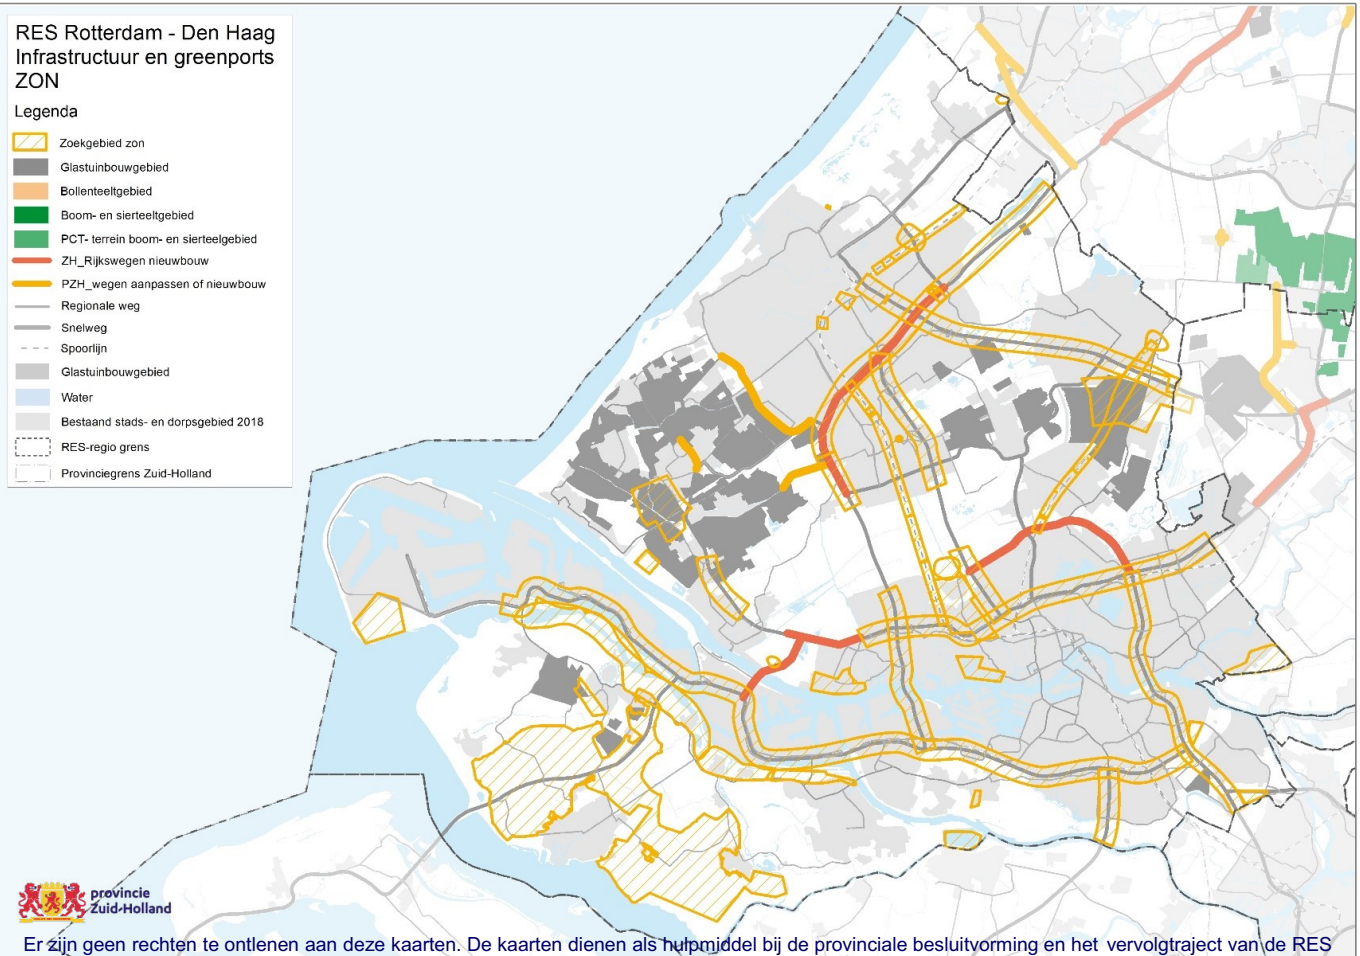 RES Rotterdam - Den Haag
Infrastructuur en greenports
ZON
Legenda
Zoekgebied zon
Glastuinbouwgebied
Bollenteeltgebied
Boom- en sierteeltgebied
PCT- terrein boom- en sierteelgebied
ZH_Rijkswegen nieuwbouw
PZH_wegen aanpassen of nieuwbouw
Regionale weg
Snelweg
Spoorlijn
Glastuinbouwgebied
Water
Bestaand stads- en dorpsgebied 2018
RES-regio grens
Provinciegrens Zuid-Holland
provincie
Zuid-Holland
Er zijn geen rechten te ontlenen aan deze kaarten. De kaarten dienen als hulpmiddel bij de provinciale besluitvorming en het vervolgtraject van de RES